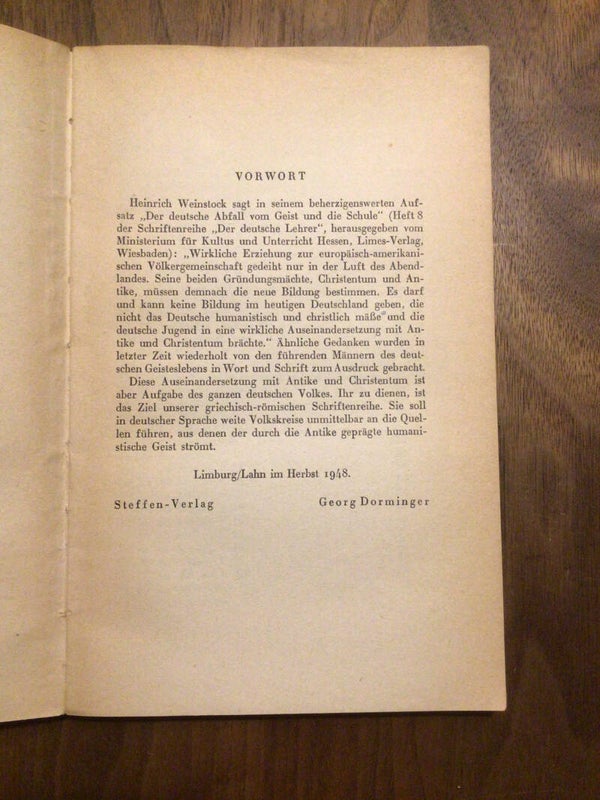 VORWORT
Heinrich Weinstock sagt in seinem beherzigenswerten Auf-
satz „Der deutsche Abfall vom Geist und die Schule“ (Heft 8
der Schriftenreihe „Der deutsche Lehrer“, herausgegeben vom
Ministerium für Kultus und Unterricht Hessen, Limes-Verlag,
Wiesbaden): „Wirkliche Erziehung zur europäisch-amerikani-
schen Völkergemeinschaft gedeiht nur in der Luft des Abend-
landes. Seine beiden Gründungsmächte, Christentum und An-
tike, müssen demnach die neue Bildung bestimmen. Es darf
und kann keine Bildung im heutigen Deutschland geben, die
nicht das Deutsche humanistisch und christlich mäße und die
deutsche Jugend in eine wirkliche Auseinandersetzung mit An-
tike und Christentum brächte.“ Ähnliche Gedanken wurden in
letzter Zeit wiederholt von den führenden Männern des deut-
schen Geisteslebens in Wort und Schrift zum Ausdruck gebracht.
Diese Auseinandersetzung mit Antike und Christentum ist
aber Aufgabe des ganzen deutschen Volkes. Ihr zu dienen, ist
das Ziel unserer griechisch-römischen Schriftenreihe. Sie soll
in deutscher Sprache weite Volkskreise unmittelbar an die Quel-
len führen, aus denen der durch die Antike geprägte humani-
stische Geist strömt.
Limburg/Lahn im Herbst 1948.
Steffen-Verlag Georg Dorminger